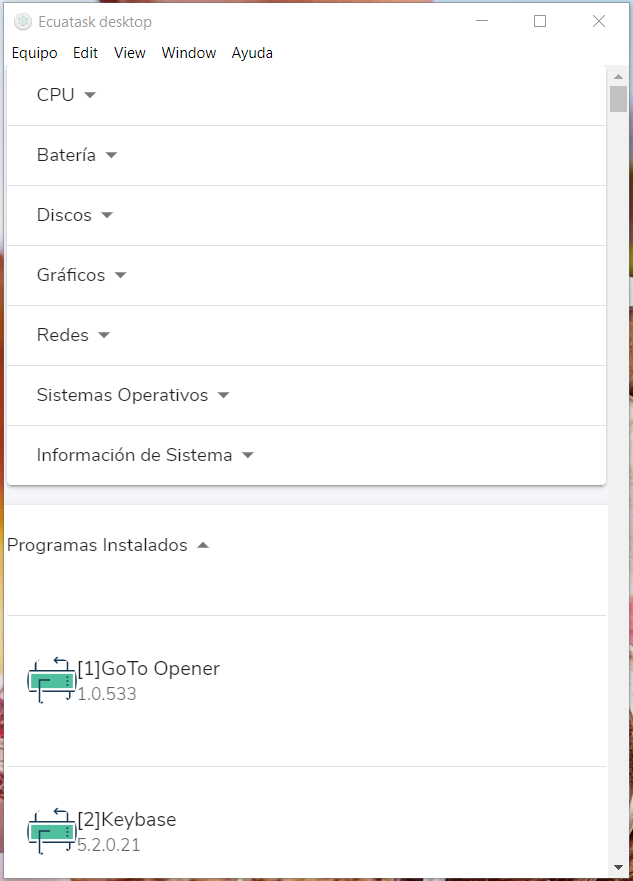 Ecuatask desktop
Equipo Edit View Window Ayuda
CPU
Batería
Discos
Gráficos
Redes
Sistemas Operativos
Información de Sistema
Programas Instalados
[1]GoTo Opener
1.0.533
[2]Keybase
5.2.0.21